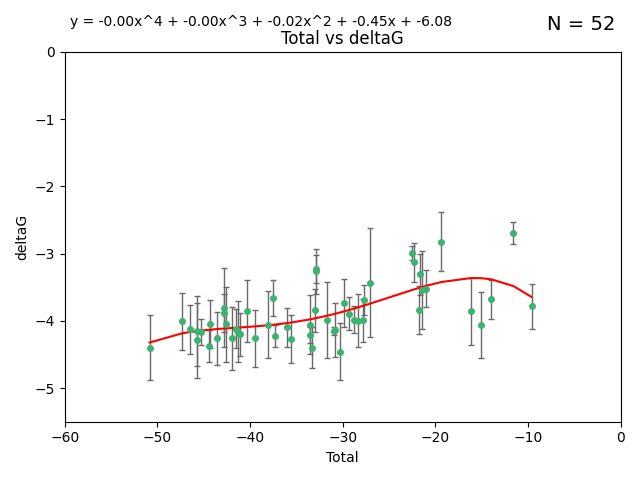 y = -0.00x^4 + -0.00x^3 + -0.02x^2 + -0.45x + -6.08
N = 52
Total vs deltaG
0
−1
−2
−3
−4
−5
deltaG
−60 −50 −40 −30 −20 −10 0
Total